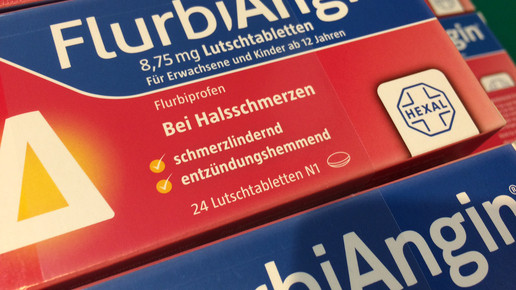 FlurbiAngin
8,75 mg Lutschtabletten
Für Erwachsene und Kinder ab 12 Jahren
Flurbiprofen
Bei Halsschmerzen
schmerzlindernd
entzündungshemmend
24 Lutschtabletten N1
HEXAL
FlurbiAngin®